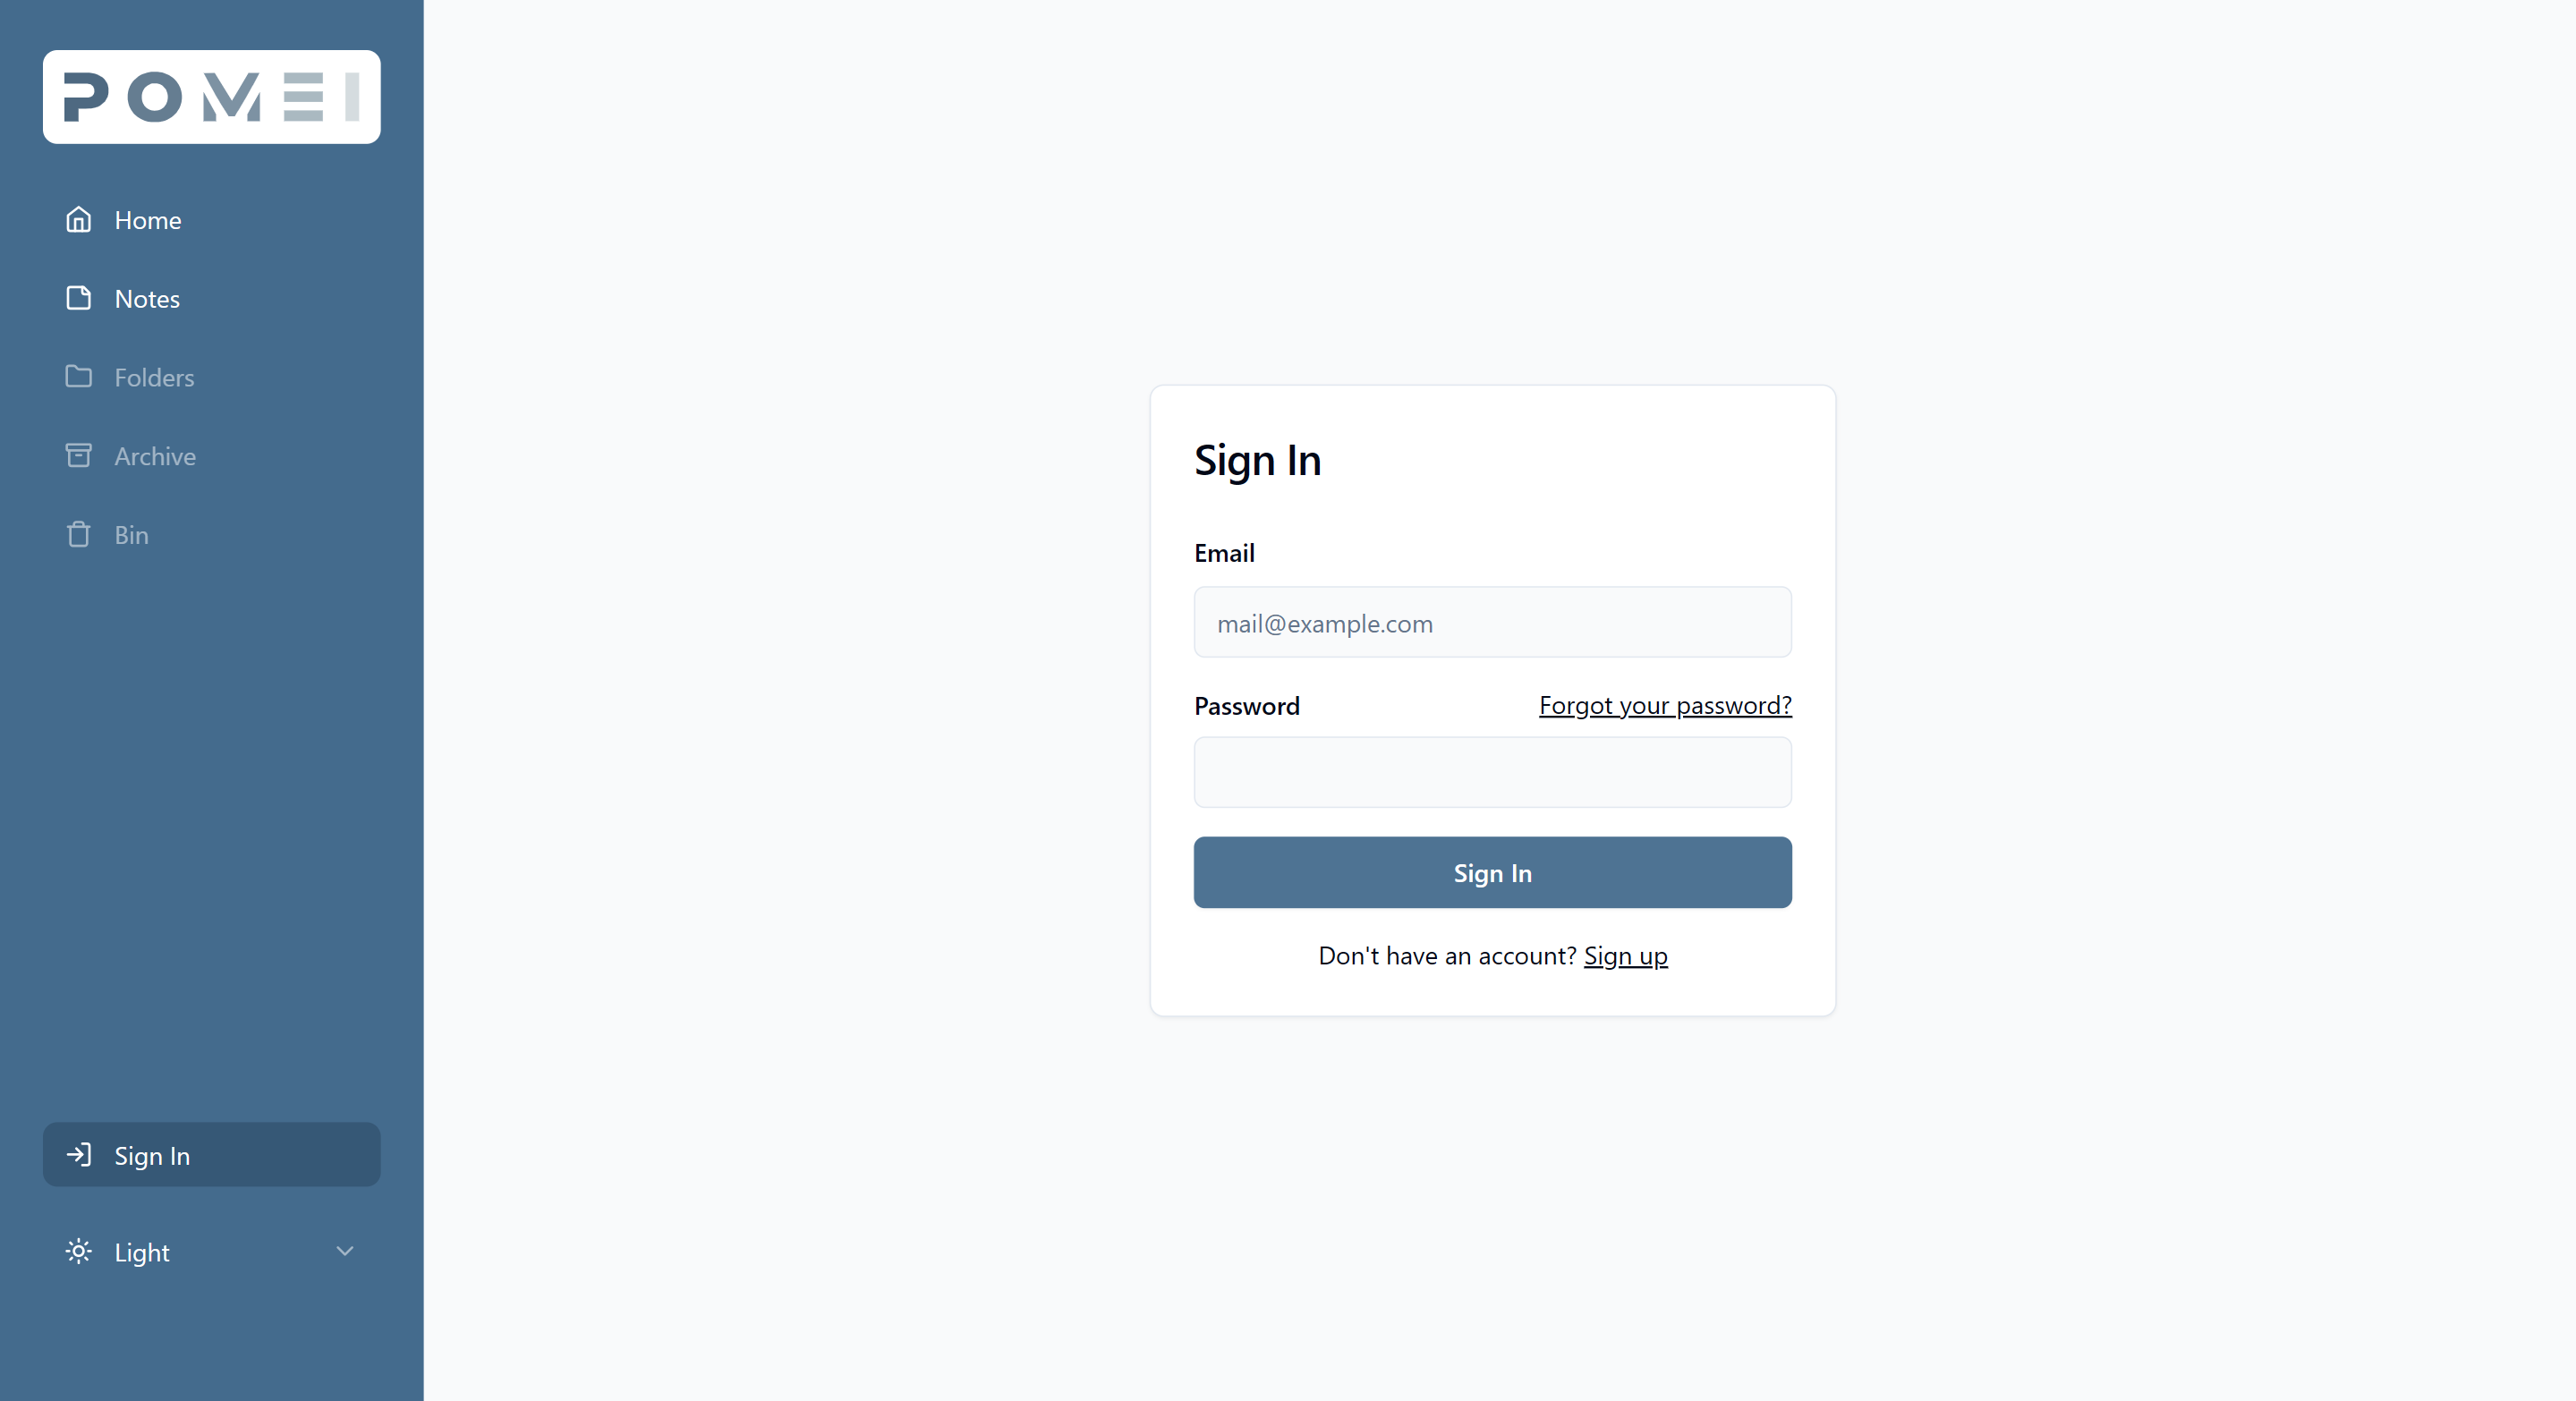 POMEI
Home
Notes
Folders
Archive
Bin
Sign In
Light
Sign In
Email
mail@example.com
Password Forgot your password?
Sign In
Don't have an account? Sign up